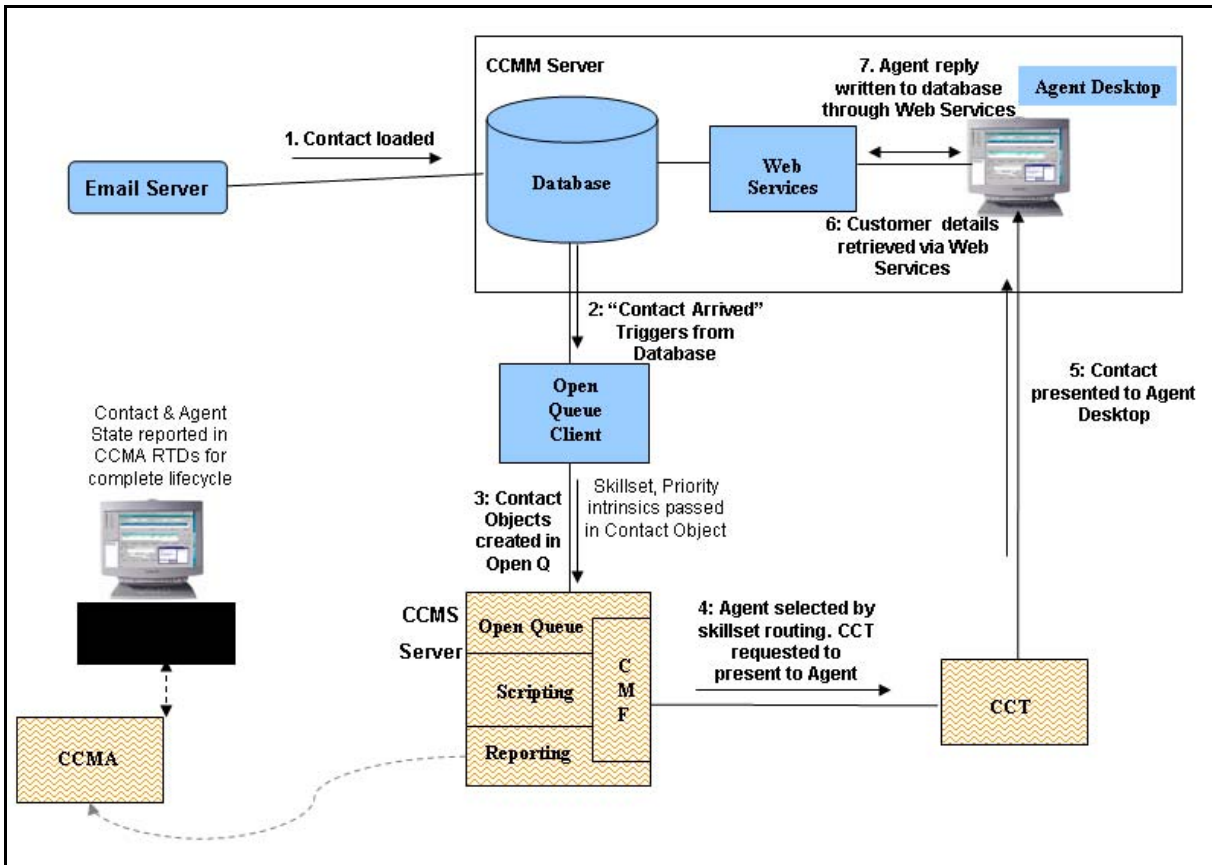 CCMM Server
7. Agent reply
written to database
through Web Services
Agent Desktop
1. Contact loaded
Email Server
Database
Web
Services
6: Customer details
retrieved via Web
Services
2: “Contact Arrived”
Triggers from
Database
5: Contact
presented to Agent
Desktop
Open
Queue
Client
Contact & Agent
State reported in
CCMA RTDs for
complete lifecycle
3: Contact
Objects
created in
Open Q
Skillset, Priority
intrinsics passed
in Contact Object
CCMS
Server
Open Queue
Scripting
Reporting
C
M
F
4: Agent selected by
skillset routing. CCT
requested to
present to Agent
CCT
CCMA